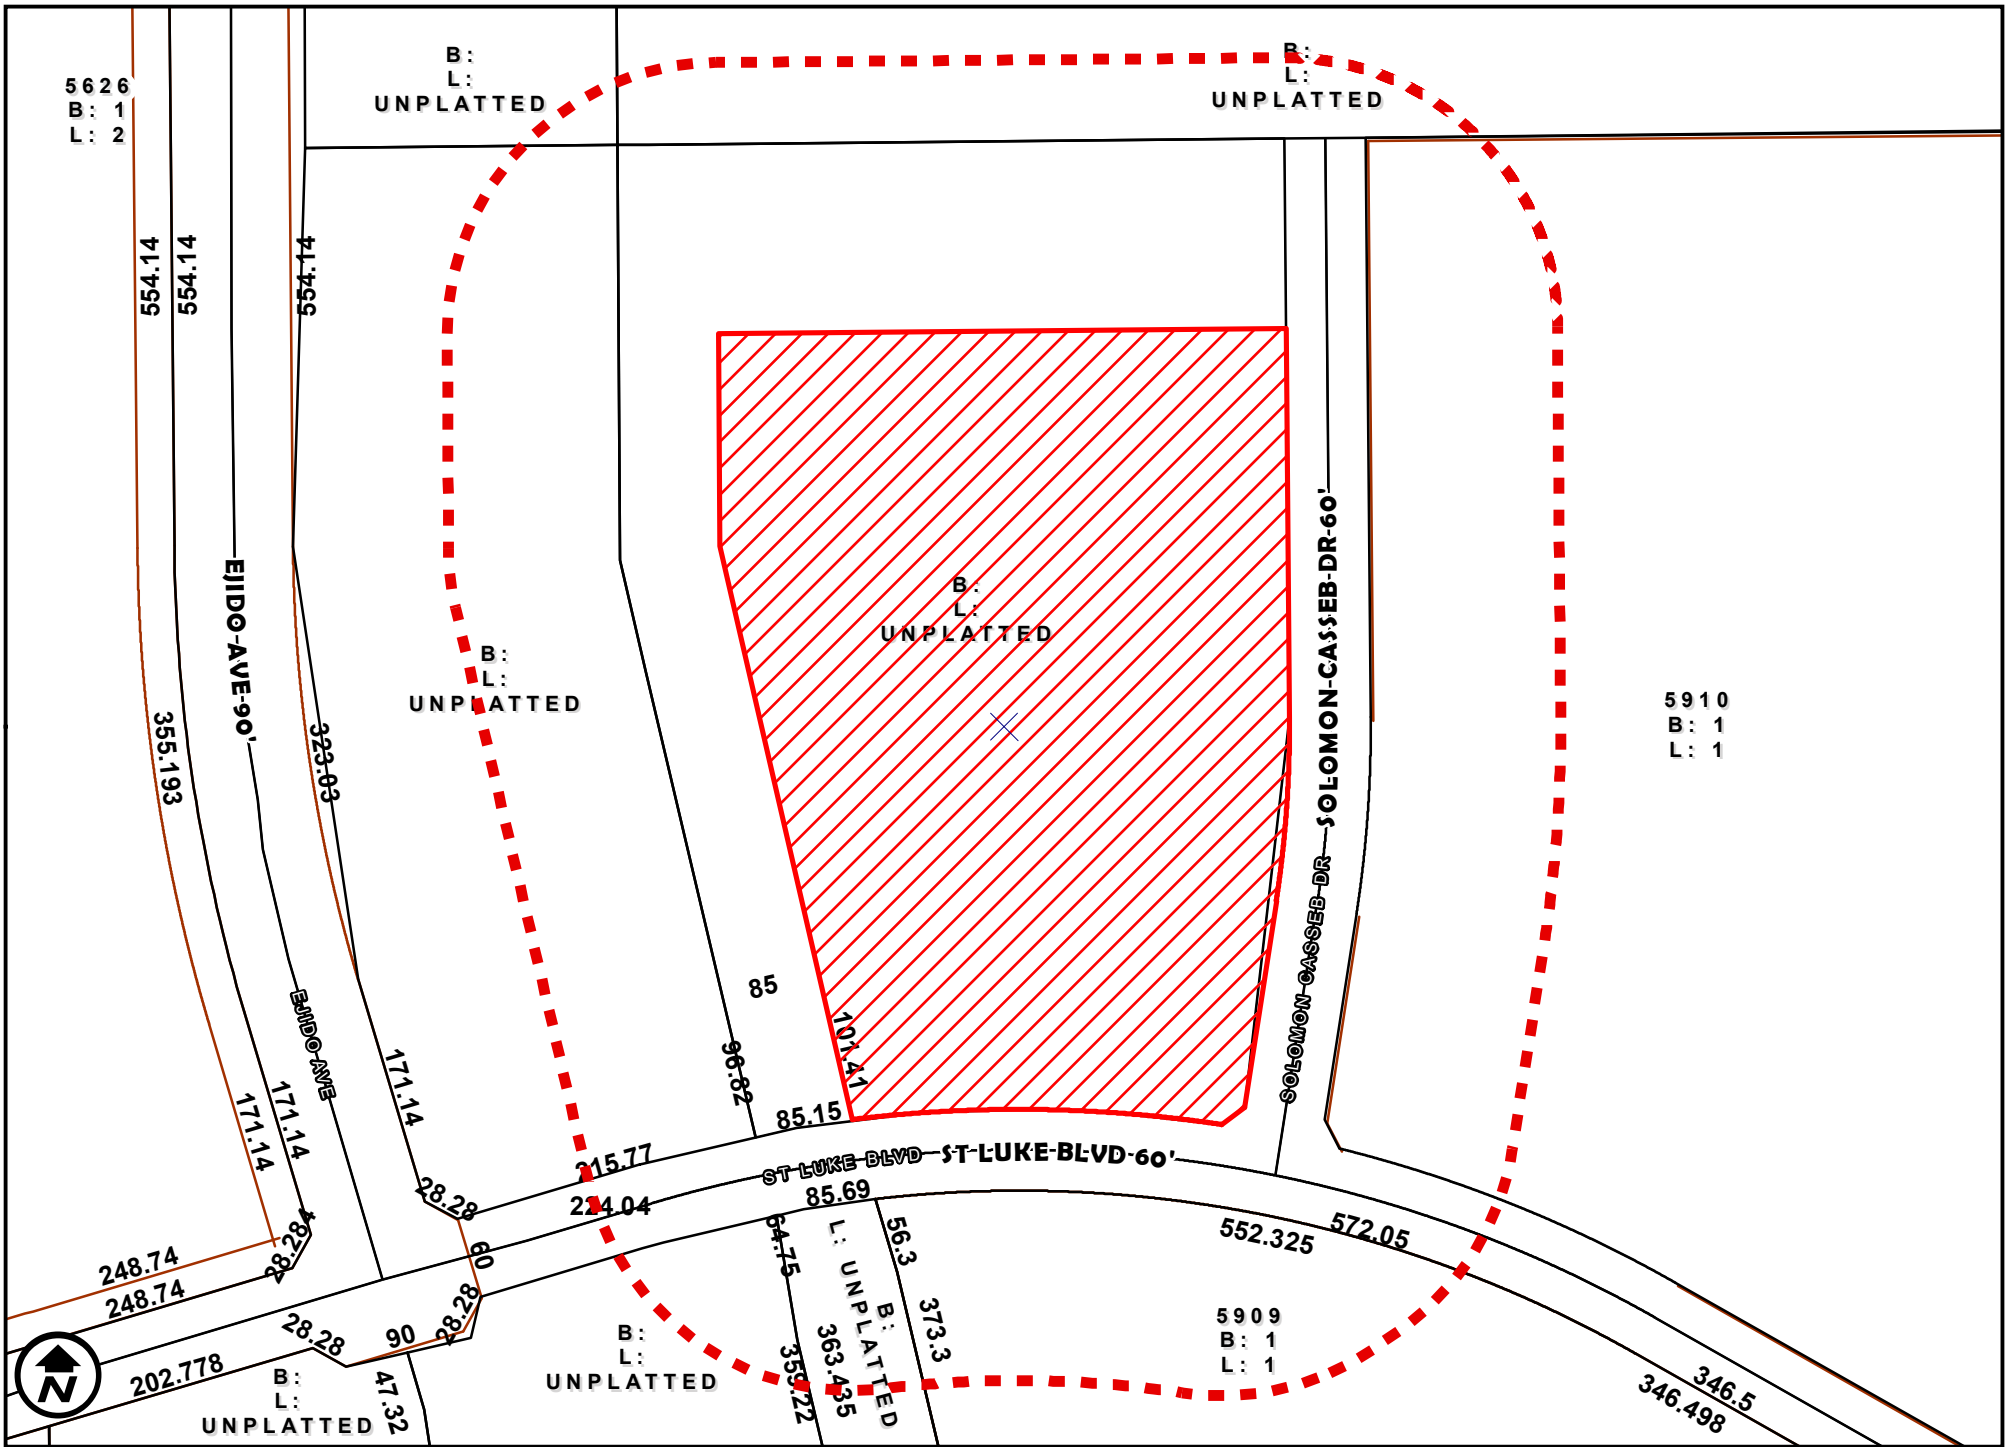 B:
L:
UNPLATTED
B:
L:
UNPLATTED
5626
B: 1
L: 2
554.14
554.14
554.14
EJIDO-AVE-90'
355.193
323.03
B:
L:
UNPLATTED
B:
L:
UNPLATTED
SOLOMON-CASSEB-DR-60'
SOLOMON-CASSEB-DR
5910
B: 1
L: 1
EJIDO AVE
171.14
171.14
171.14
85
96.82
101.41
85.15
215.77
224.04
ST LUKE BLVD
ST-LUKE-BLVD-60'
85.69
28.28
28.284
60
28.28
28.28
90
248.74
248.74
202.778
47.32
64.75
56.3
373.3
363.435
359.22
L: UNPLATTED
B:
552.325
572.05
346.5
346.498
5909
B: 1
L: 1
B:
L:
UNPLATTED
B:
L:
UNPLATTED
N